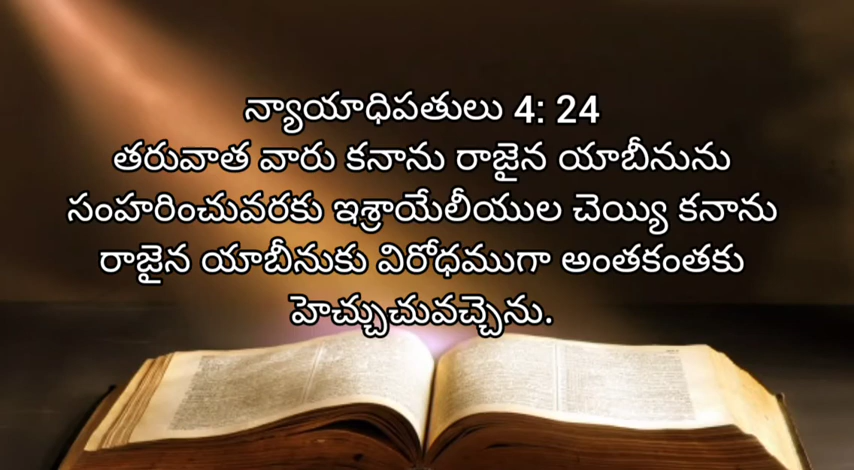 న్యాయాధిపతులు 4: 24
తరువాత వారు కనాను రాజైన యాబీనును
సంహరించువరకు ఇశ్రాయేలీయుల చెయ్యి కనాను
రాజైన యాబీనుకు విరోధముగా అంతకంతకు
హెచ్చుచువచ్చెను.